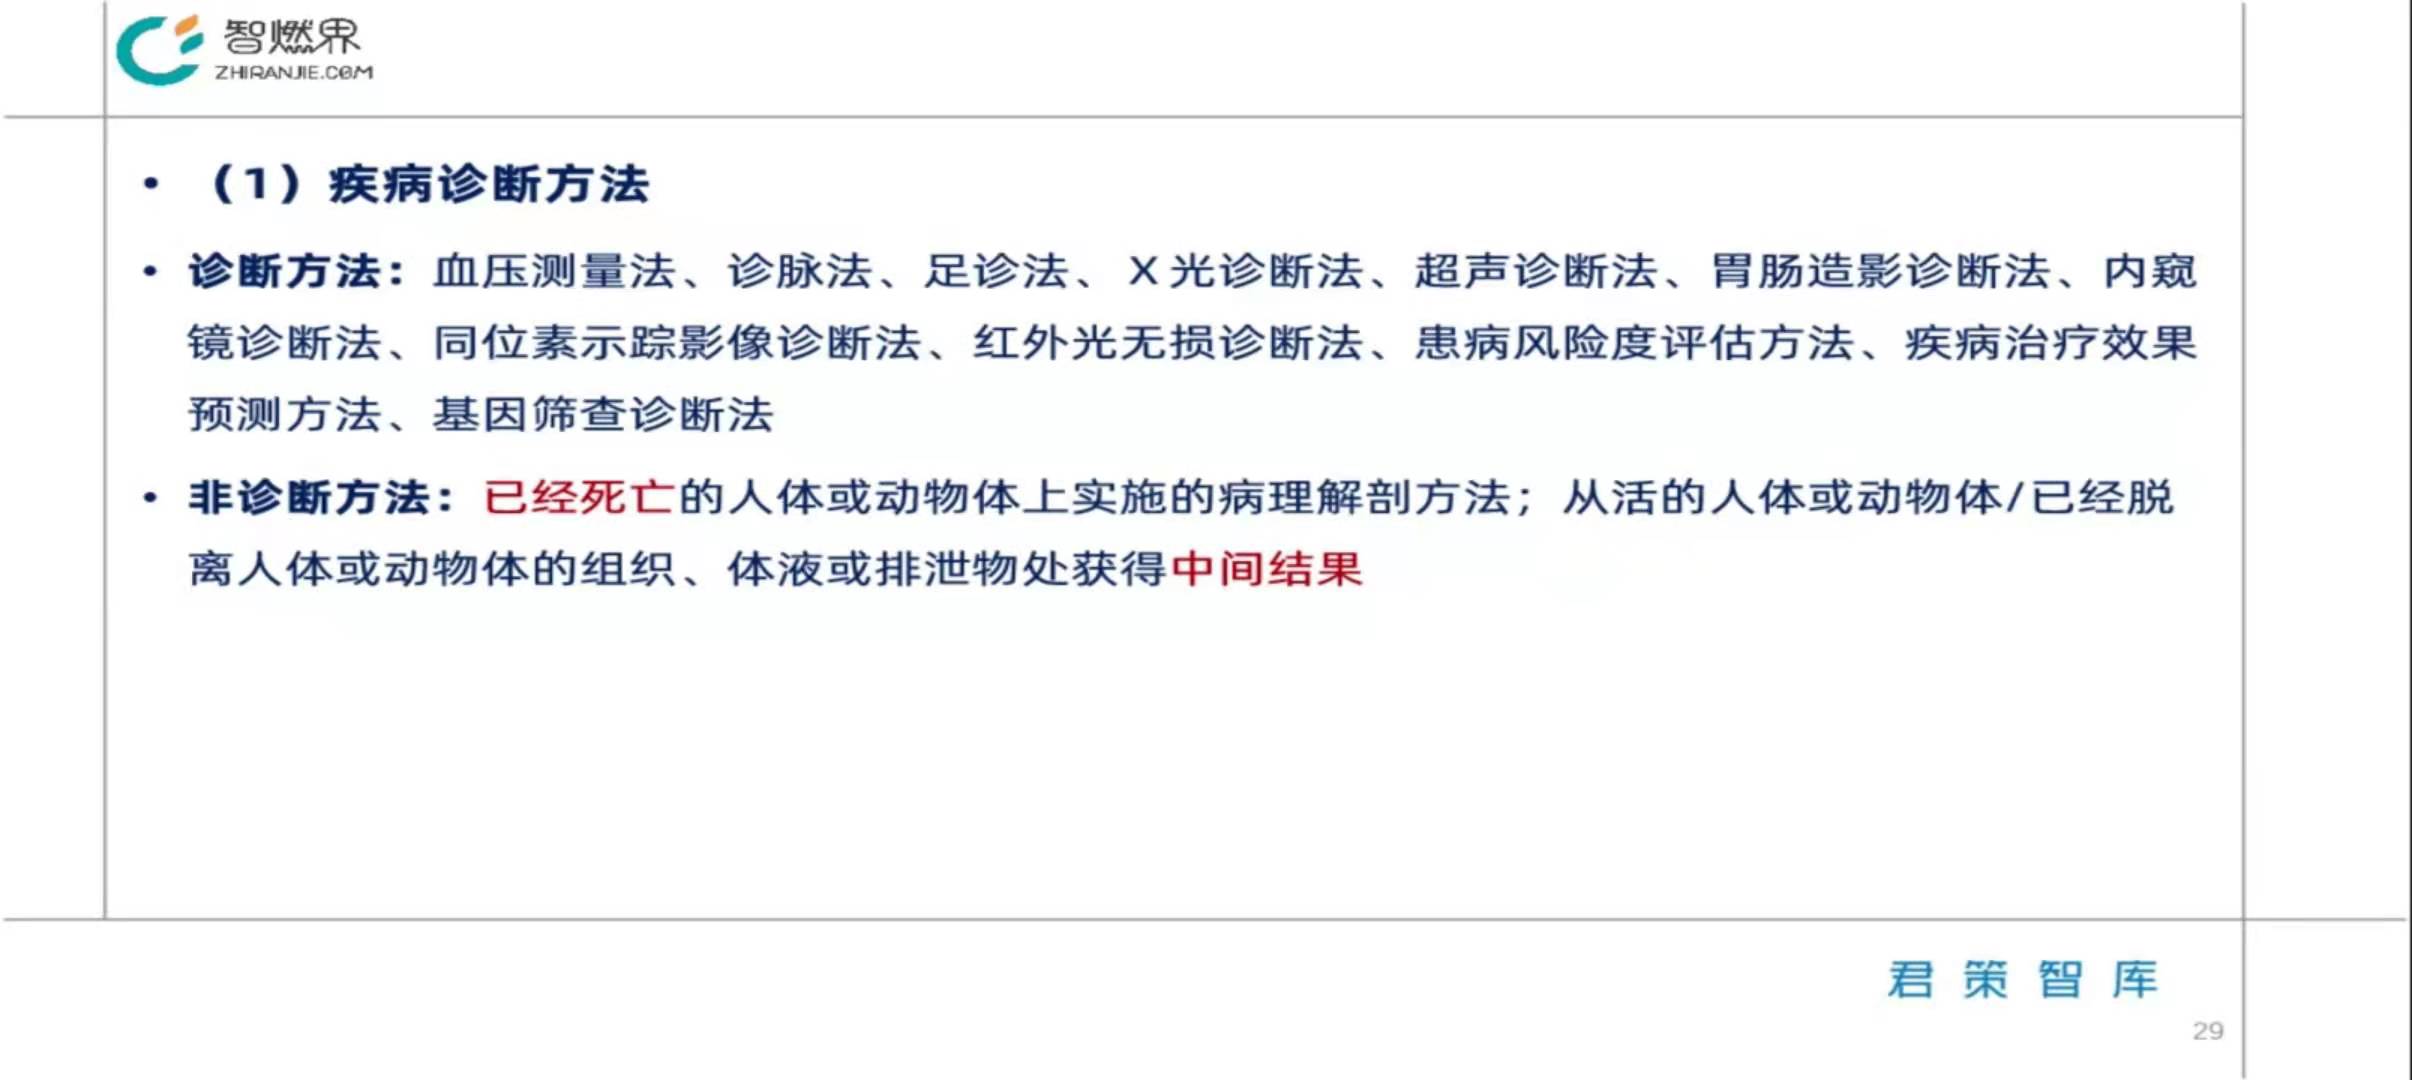 智燃界
ZHIRANJIE.COM
• （1）疾病诊断方法
• 诊断方法：血压测量法、诊脉法、足诊法、X光诊断法、超声诊断法、胃肠造影诊断法、内窥
镜诊断法、同位素示踪影像诊断法、红外光无损诊断法、患病风险度评估方法、疾病治疗效果
预测方法、基因筛查诊断法
• 非诊断方法：已经死亡的人体或动物体上实施的病理解剖方法；从活的人体或动物体/已经脱
离人体或动物体的组织、体液或排泄物处获得中间结果
君策智库
29